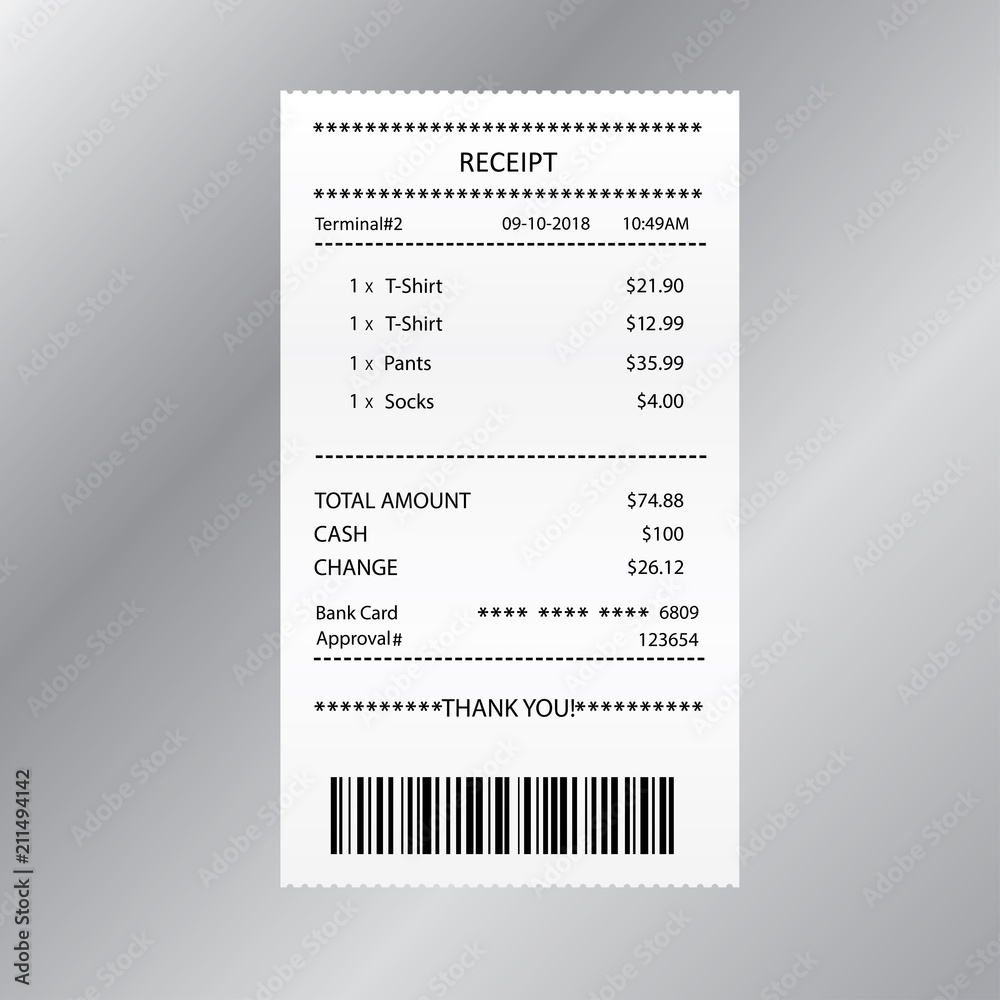 ******************************
RECEIPT
******************************
Terminal#2 09-10-2018 10:49AM
1 x T-Shirt $21.90
1 x T-Shirt $12.99
1 x Pants $35.99
1 x Socks $4.00
TOTAL AMOUNT $74.88
CASH $100
CHANGE $26.12
Bank Card **** **** **** 6809
Approval# 123654
**********THANK YOU!**********
Adobe Stock | #211494142
Adobe Stock